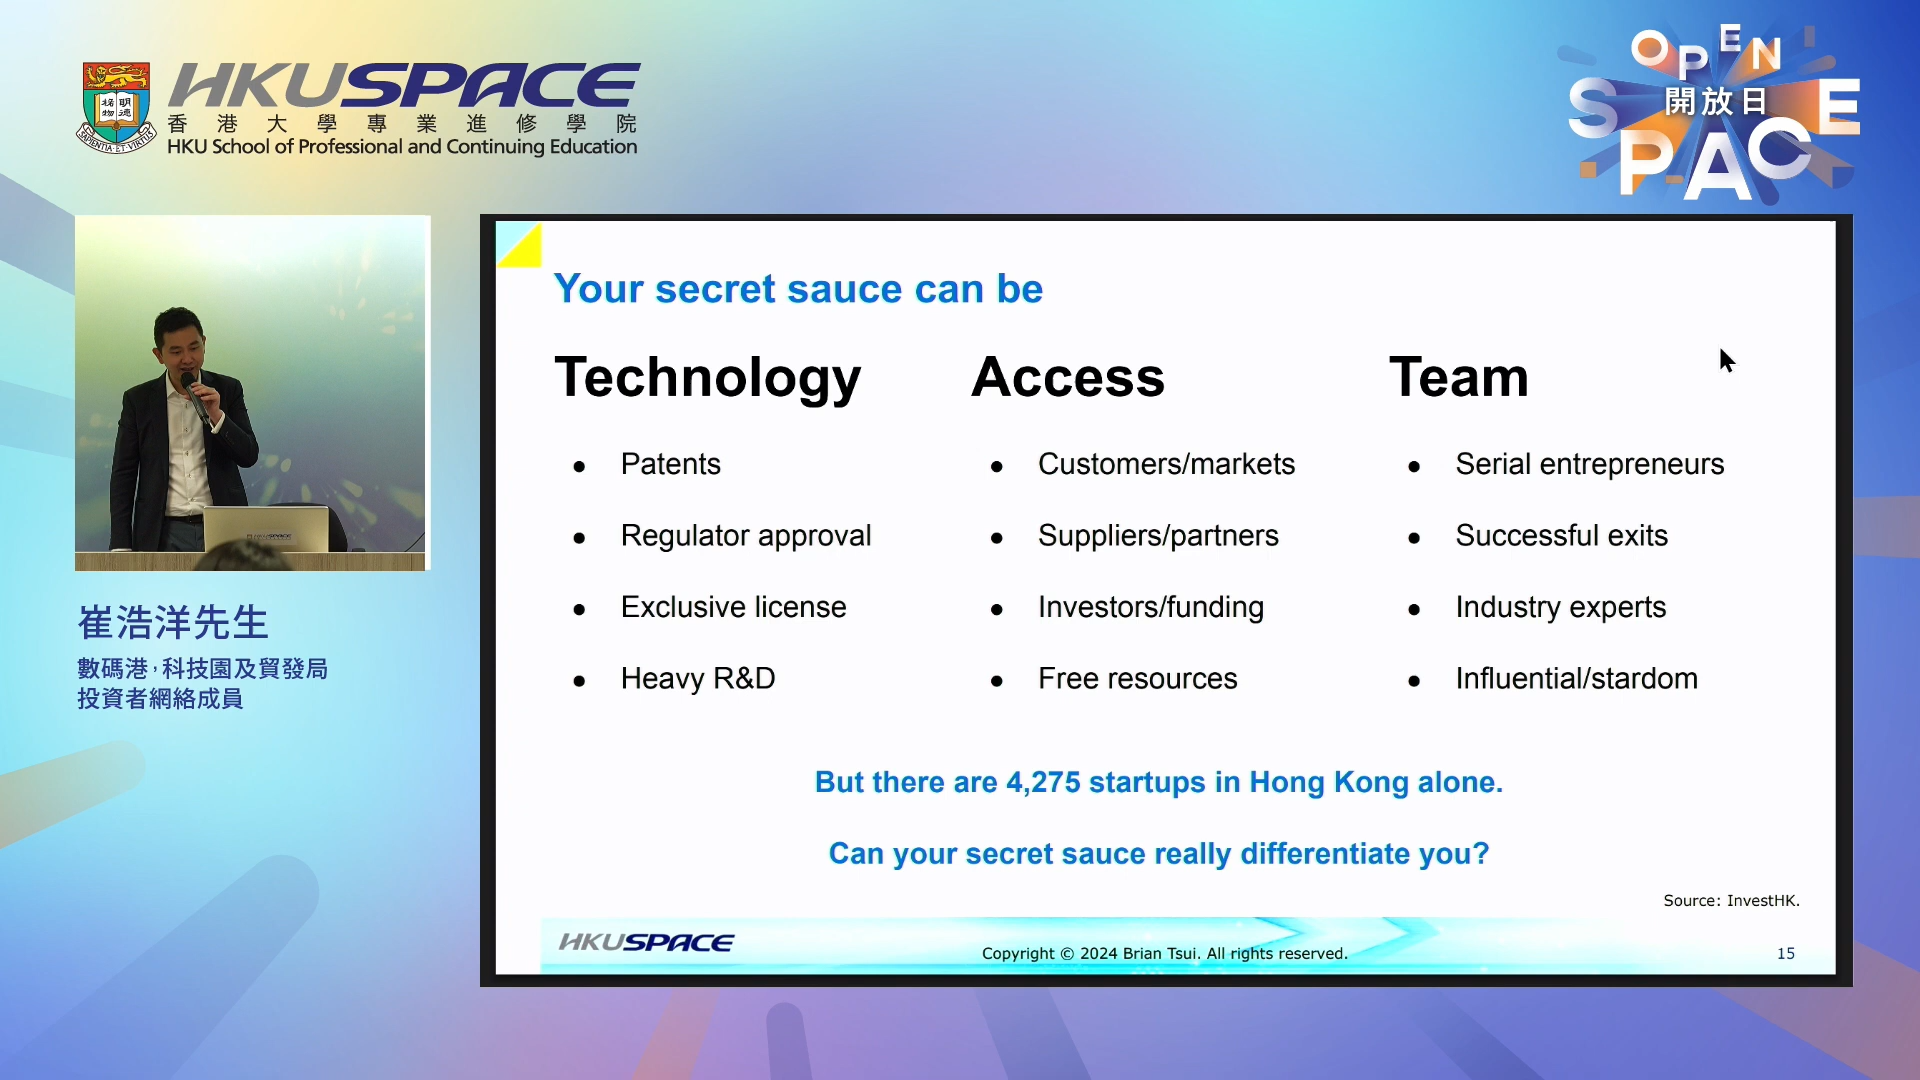 HKUSPACE
香港大學專業進修學院
HKU School of Professional and Continuing Education
OPEN
開放日
SPACE
Your secret sauce can be
Technology
● Patents
● Regulator approval
● Exclusive license
● Heavy R&D
Access
● Customers/markets
● Suppliers/partners
● Investors/funding
● Free resources
Team
● Serial entrepreneurs
● Successful exits
● Industry experts
● Influential/stardom
But there are 4,275 startups in Hong Kong alone.
Can your secret sauce really differentiate you?
Source: InvestHK.
HKUSPACE
Copyright © 2024 Brian Tsui. All rights reserved.
15
崔浩洋先生
數碼港，科技園及貿發局
投資者網絡成員